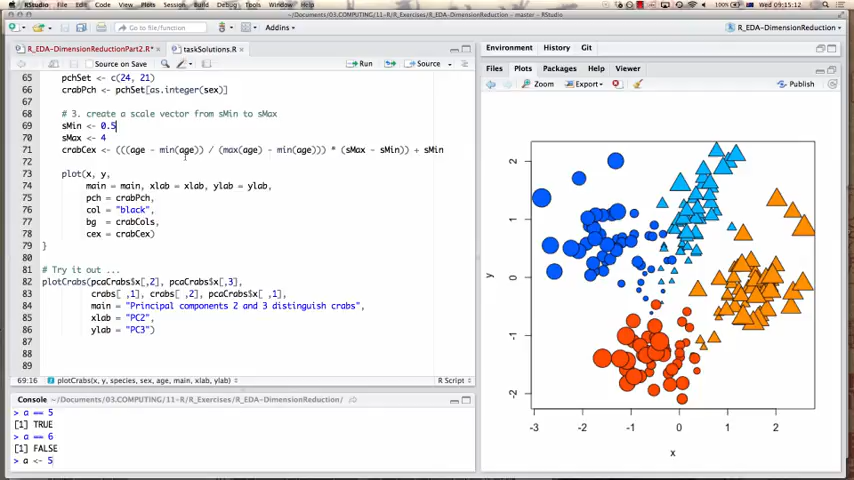 RStudio File Edit Code View Plots Session Build Debug Tools Window Help
09:15:12
~/Documents/03.COMPUTING/11-R/R_Exercises/R_EDA-DimensionReduction - master - RStudio
Go to file/function Addins R_EDA-DimensionReduction
R_EDA-DimensionReductionPart2.R* taskSolutions.R
Source on Save Run Source
65 pchSet <- c(24, 21)
66 crabPch <- pchSet[as.integer(sex)]
67
68 # 3. create a scale vector from sMin to sMax
69 sMin <- 0.5
70 sMax <- 4
71 crabCex <- (((age - min(age)) / (max(age) - min(age))) * (sMax - sMin)) + sMin
72
73 plot(x, y,
74 main = main, xlab = xlab, ylab = ylab,
75 pch = crabPch,
76 col = "black",
77 bg = crabCols,
78 cex = crabCex)
79 }
80
81 # Try it out ...
82 plotCrabs(pcaCrabs$x[,2], pcaCrabs$x[,3],
83 crabs[ ,1], crabs[ ,2], pcaCrabs$x[ ,1],
84 main = "Principal components 2 and 3 distinguish crabs",
85 xlab = "PC2",
86 ylab = "PC3")
87
88
89
69:16 plotCrabs(x, y, species, sex, age, main, xlab, ylab) R Script
Console ~/Documents/03.COMPUTING/11-R/R_Exercises/R_EDA-DimensionReduction/
> a == 5
[1] TRUE
> a == 6
[1] FALSE
> a <- 5
Environment History
Files Plots Packages Help Viewer
Zoom Export Publish
2
1
0
-1
-2
y
-3 -2 -1 0 1 2
x